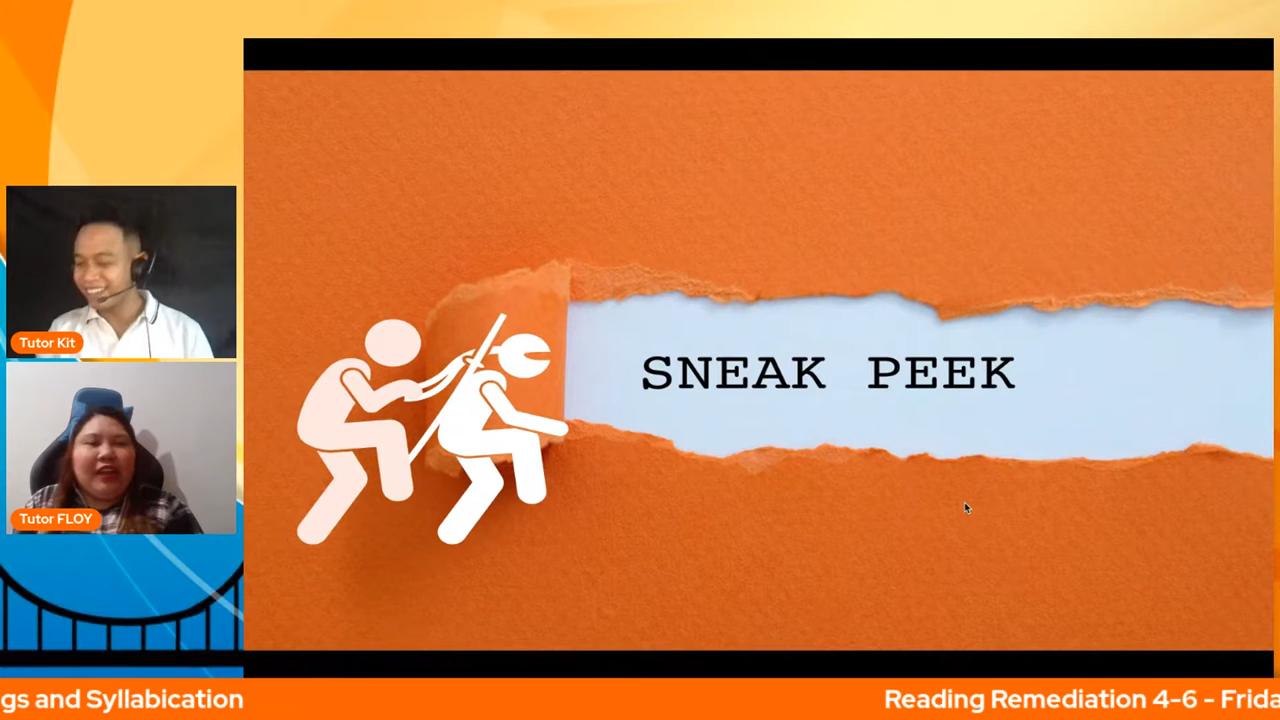 Tutor Kit
Tutor FLOY
SNEAK PEEK
gs and Syllabication
Reading Remediation 4-6 - Frida